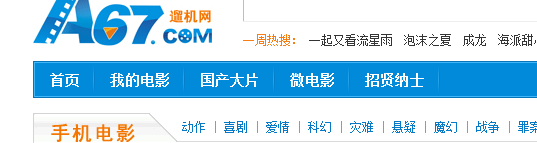 A67.COM 遛机网
一周热搜: 一起又看流星雨 泡沫之夏 成龙 海派甜
首页 我的电影 国产大片 微电影 招贤纳士
手机电影 动作 | 喜剧 | 爱情 | 科幻 | 灾难 | 悬疑 | 魔幻 | 战争 | 罪案